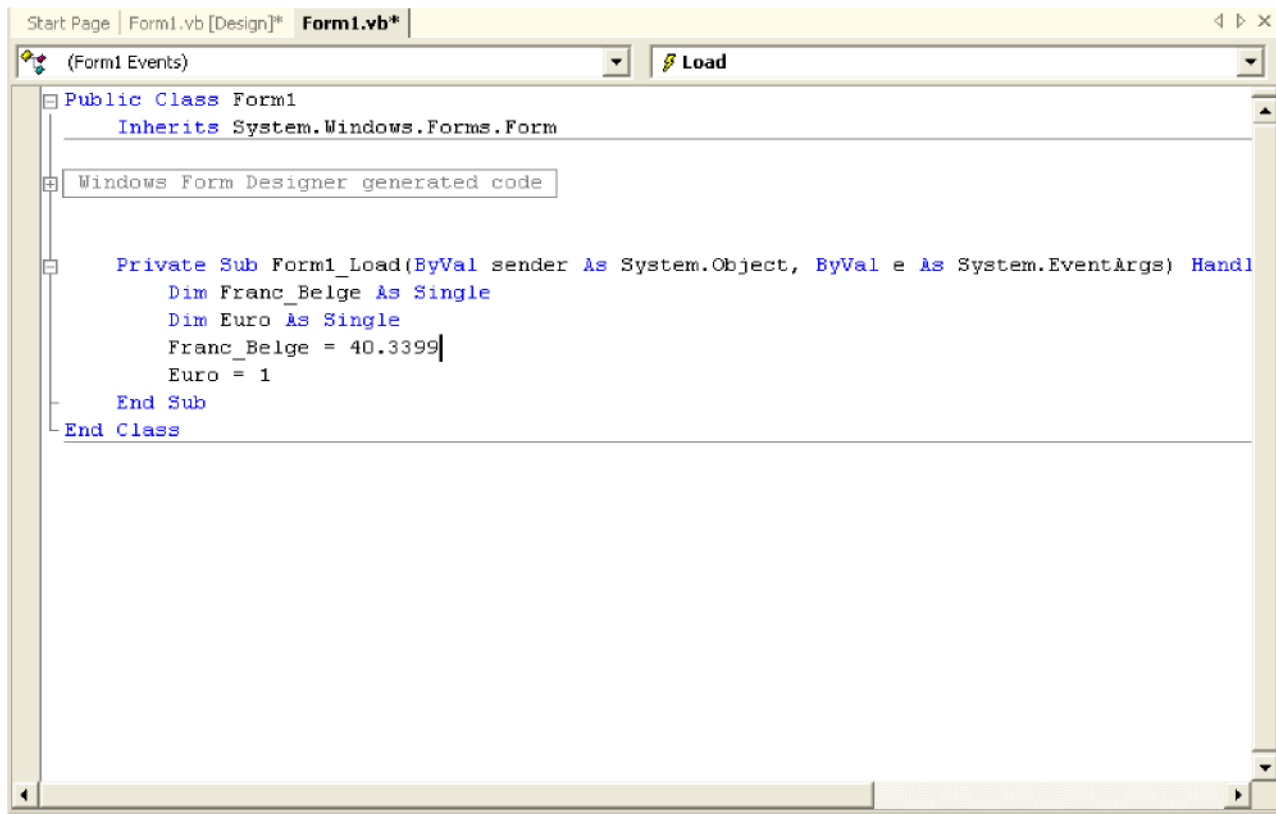 Start Page Form1.vb [Design]* Form1.vb*
(Form1 Events) Load
Public Class Form1
Inherits System.Windows.Forms.Form
Windows Form Designer generated code
Private Sub Form1_Load(ByVal sender As System.Object, ByVal e As System.EventArgs) Handl
Dim Franc_Belge As Single
Dim Euro As Single
Franc_Belge = 40.3399
Euro = 1
End Sub
End Class